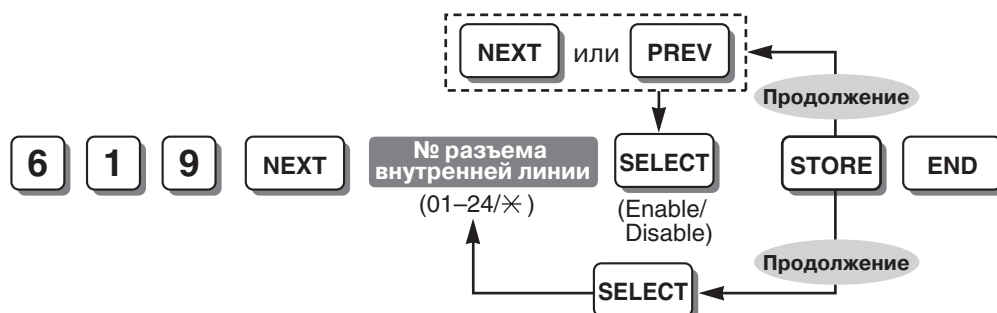 NEXT или PREV
Продолжение
6 1 9 NEXT № разъема внутренней линии SELECT STORE END
(01–24/✳)
(Enable/
Disable)
Продолжение
SELECT